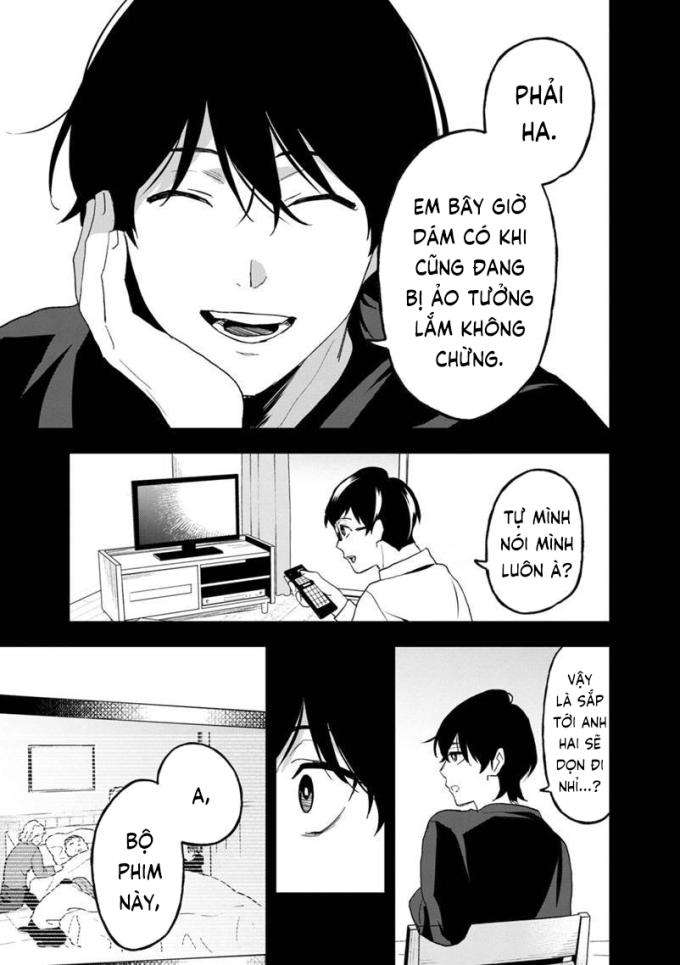 PHẢI
HA.
EM BÂY GIỜ
DÁM CÓ KHI
CŨNG ĐANG
BỊ ẢO TƯỞNG
LẮM KHÔNG
CHỪNG.
TỰ MÌNH
NÓI MÌNH
LUÔN À?
VẬY
LÀ SẮP
TỚI ANH
HAI SẼ
DỌN ĐI
NHỈ...?
A,
BỘ
PHIM
NÀY,